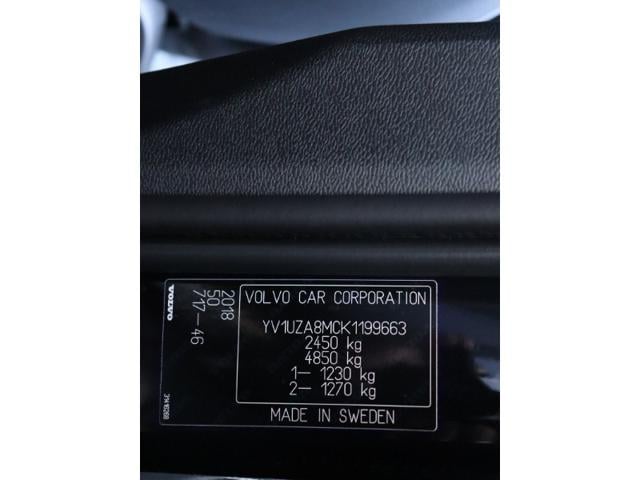 VOLVO CAR CORPORATION
YV1UZA8MCK1199663
2450 kg
4850 kg
1– 1230 kg
2– 1270 kg
MADE IN SWEDEN
2018
50
717–46
VOLVO